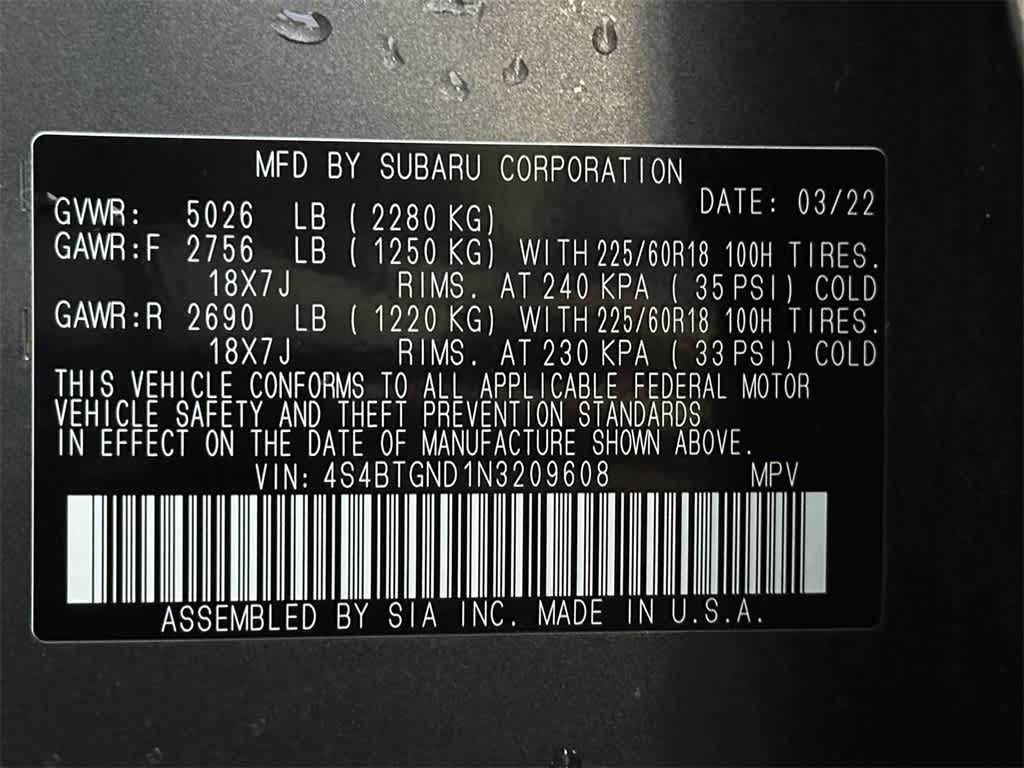 MFD BY SUBARU CORPORATION
DATE: 03/22
GVWR: 5026 LB ( 2280 KG)
GAWR:F 2756 LB ( 1250 KG) WITH 225/60R18 100H TIRES.
18X7J RIMS. AT 240 KPA ( 35 PSI) COLD
GAWR:R 2690 LB ( 1220 KG) WITH 225/60R18 100H TIRES.
18X7J RIMS. AT 230 KPA ( 33 PSI) COLD
THIS VEHICLE CONFORMS TO ALL APPLICABLE FEDERAL MOTOR
VEHICLE SAFETY AND THEFT PREVENTION STANDARDS
IN EFFECT ON THE DATE OF MANUFACTURE SHOWN ABOVE.
VIN: 4S4BTGND1N3209608 MPV
ASSEMBLED BY SIA INC. MADE IN U.S.A.